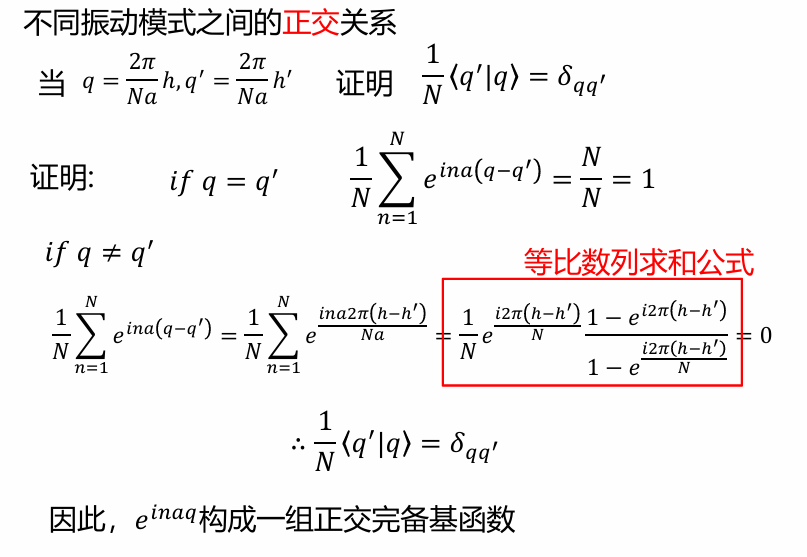 不同振动模式之间的正交关系
当 $q = \frac{2\pi}{Na}h, q' = \frac{2\pi}{Na}h'$ 证明 $\frac{1}{N}\langle q'|q\rangle = \delta_{qq'}$
证明: $if\ q = q'$ $\frac{1}{N}\sum_{n=1}^{N} e^{ina(q-q')} = \frac{N}{N} = 1$
$if\ q \neq q'$
等比数列求和公式
$\frac{1}{N}\sum_{n=1}^{N} e^{ina(q-q')} = \frac{1}{N}\sum_{n=1}^{N} e^{\frac{ina2\pi(h-h')}{Na}} = \frac{1}{N} e^{\frac{i2\pi(h-h')}{N}} \frac{1 - e^{i2\pi(h-h')}}{1 - e^{\frac{i2\pi(h-h')}{N}}} = 0$
$\therefore \frac{1}{N}\langle q'|q\rangle = \delta_{qq'}$
因此，$e^{inaq}$构成一组正交完备基函数